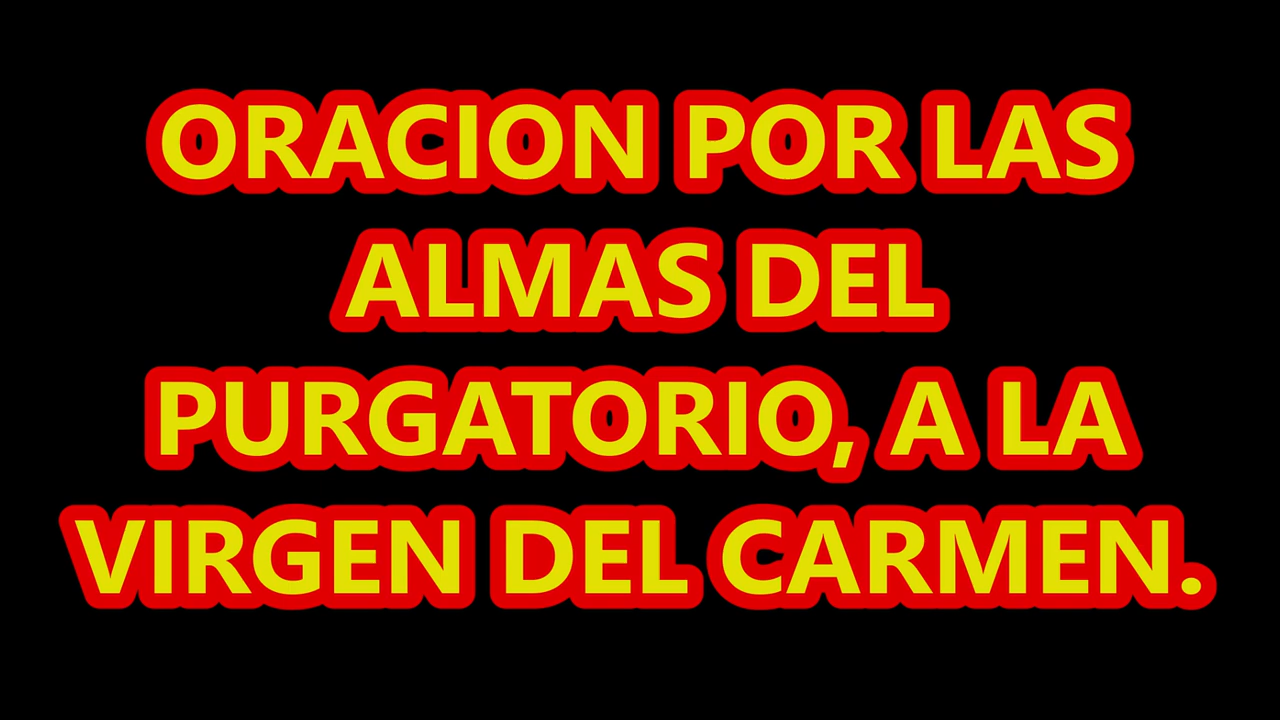 ORACION POR LAS
ALMAS DEL
PURGATORIO, A LA
VIRGEN DEL CARMEN.